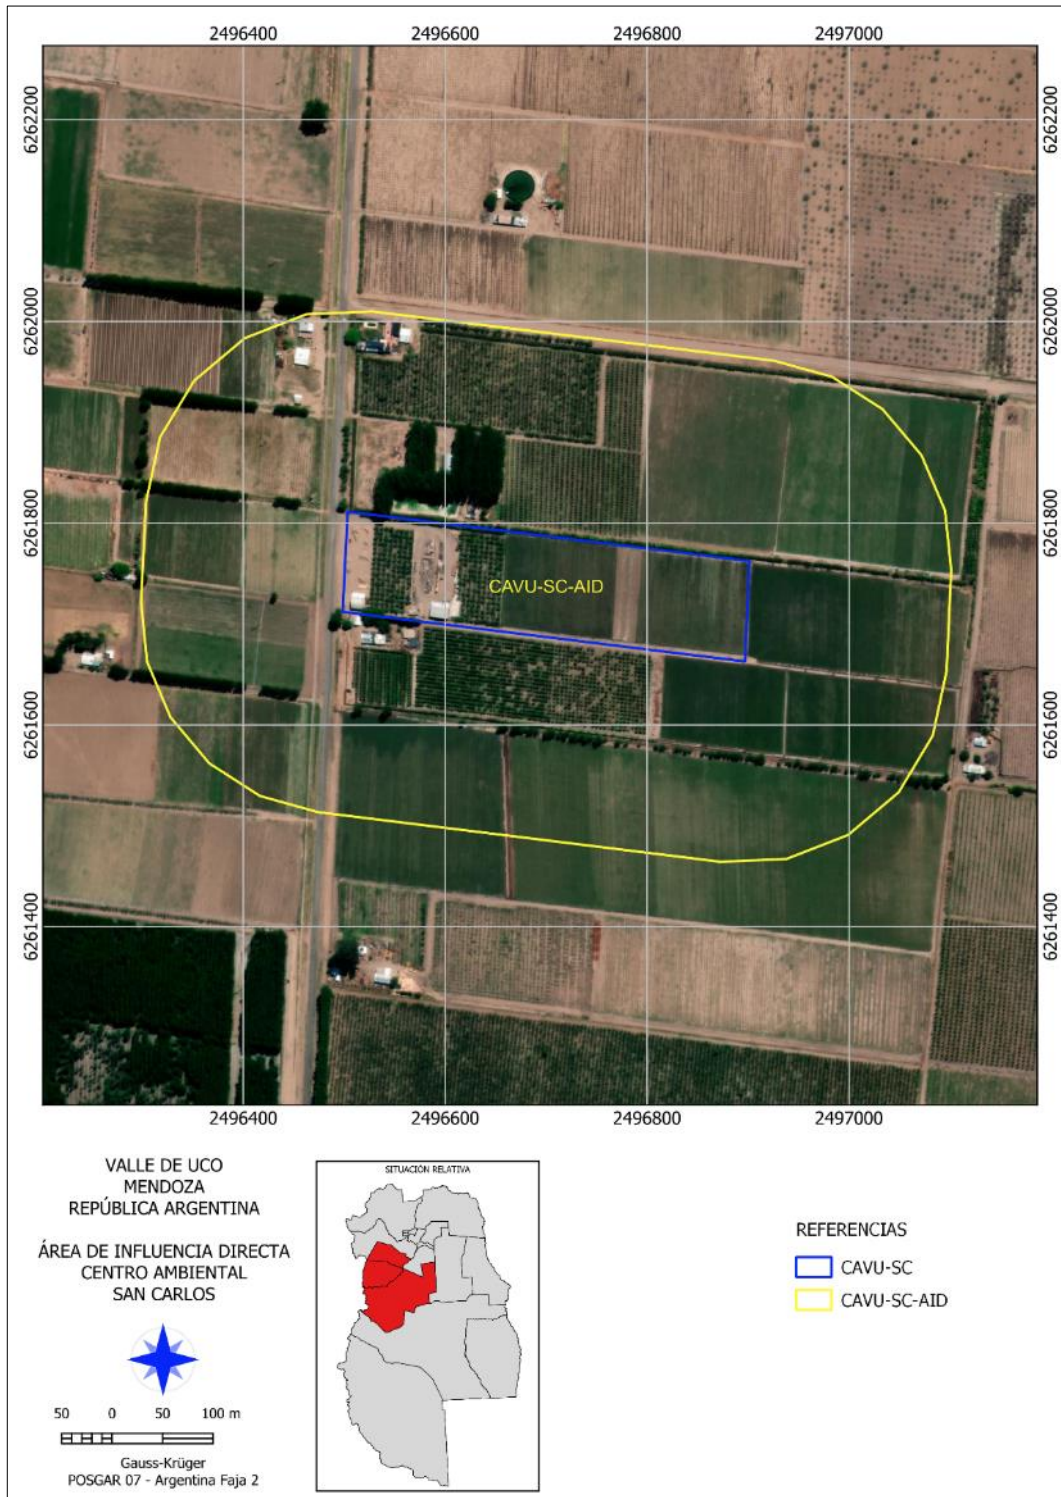 2496400 2496600 2496800 2497000
6262200 6262200
6262000 6262000
6261800 6261800
CAVU-SC-AID
6261600 6261600
6261400 6261400
2496400 2496600 2496800 2497000
VALLE DE UCO
MENDOZA
REPÚBLICA ARGENTINA
ÁREA DE INFLUENCIA DIRECTA
CENTRO AMBIENTAL
SAN CARLOS
50 0 50 100 m
Gauss-Krüger
POSGAR 07 - Argentina Faja 2
SITUACIÓN RELATIVA
REFERENCIAS
CAVU-SC
CAVU-SC-AID